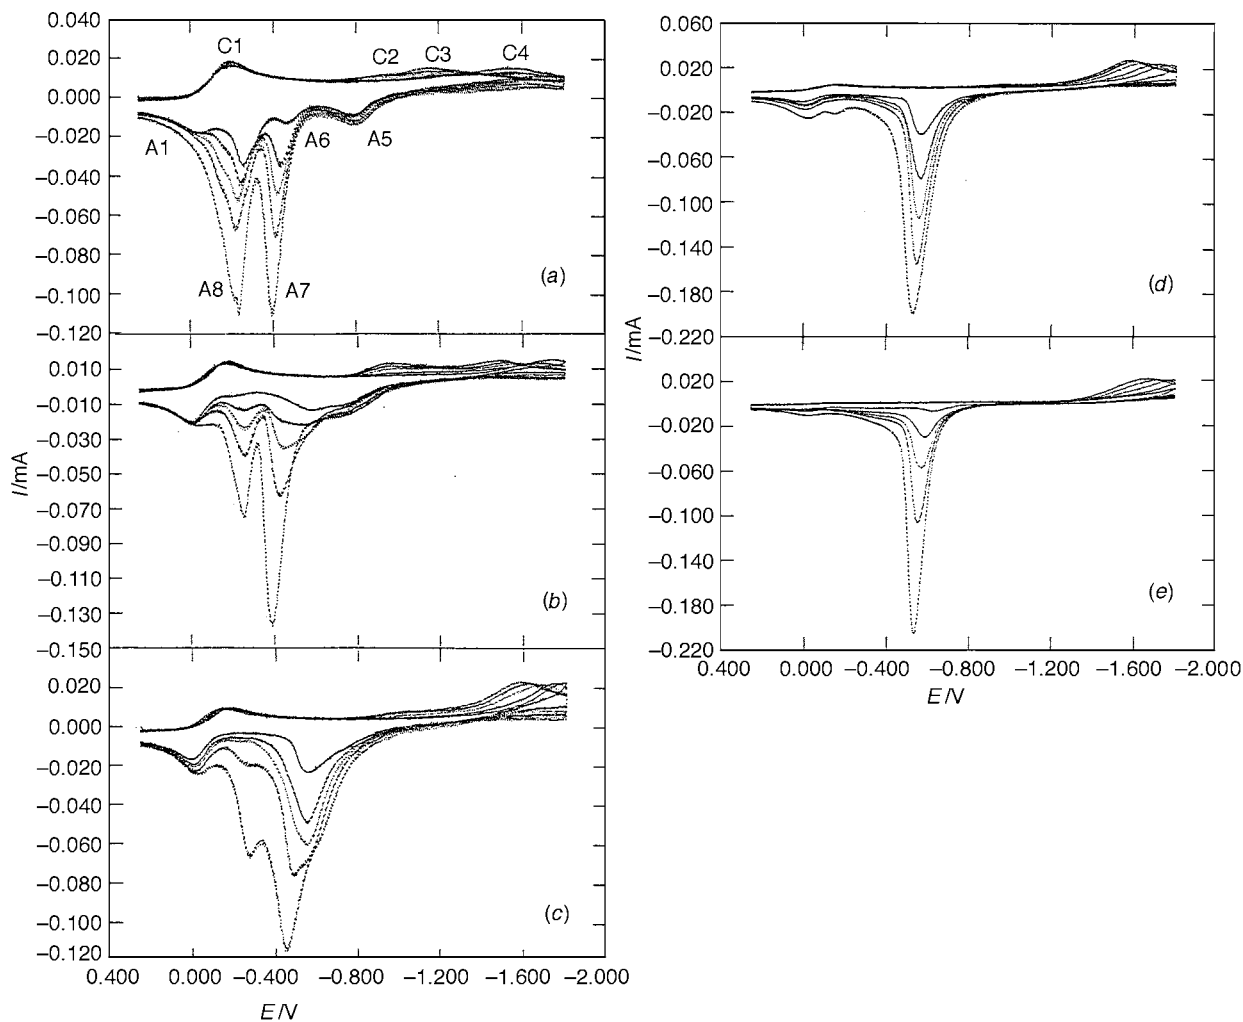 0.040
0.020
0.000
−0.020
−0.040
−0.060
−0.080
−0.100
−0.120
C1
C2
C3
C4
A1
A6
A5
A8
A7
(a)
0.010
−0.010
−0.030
−0.050
−0.070
−0.090
−0.110
−0.130
−0.150
I/mA
(b)
0.020
0.000
−0.020
−0.040
−0.060
−0.080
−0.100
−0.120
(c)
0.400 0.000 −0.400 −0.800 −1.200 −1.600 −2.000
E/V
0.060
0.020
−0.020
−0.060
−0.100
−0.140
−0.180
−0.220
(d)
I/mA
0.020
−0.020
−0.060
−0.100
−0.140
−0.180
−0.220
(e)
0.400 0.000 −0.400 −0.800 −1.200 −1.600 −2.000
E/V